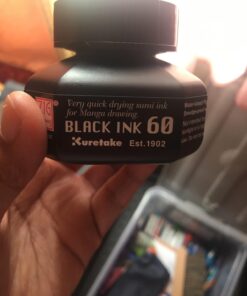 Very quick drying sumi ink
for Manga drawing.
BLACK INK 60
Kuretake Est.1902